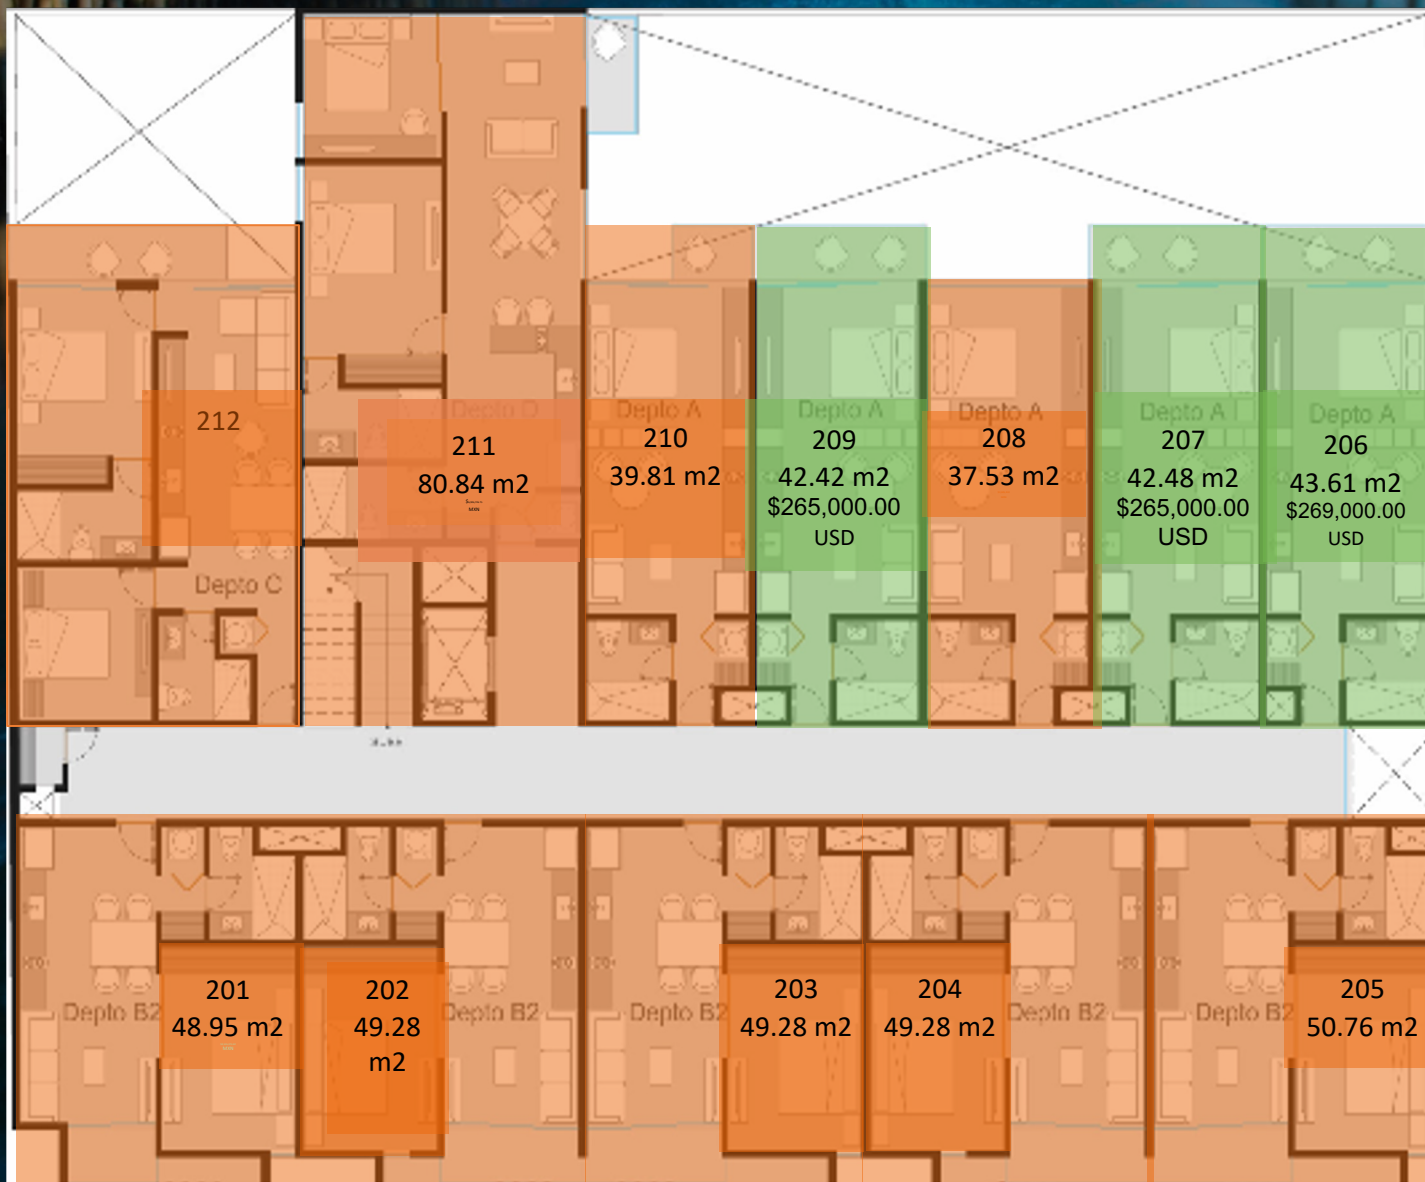 212
Depto C
Depto D
211
80.84 m2
MXN
Depto A
210
39.81 m2
Depto A
209
42.42 m2
$265,000.00
USD
Depto A
208
37.53 m2
Depto A
207
42.48 m2
$265,000.00
USD
Depto A
206
43.61 m2
$269,000.00
USD
Depto B2
201
48.95 m2
202
49.28
m2
Depto B2
Depto B2
203
49.28 m2
204
49.28 m2
Depto B2
Depto B2
205
50.76 m2